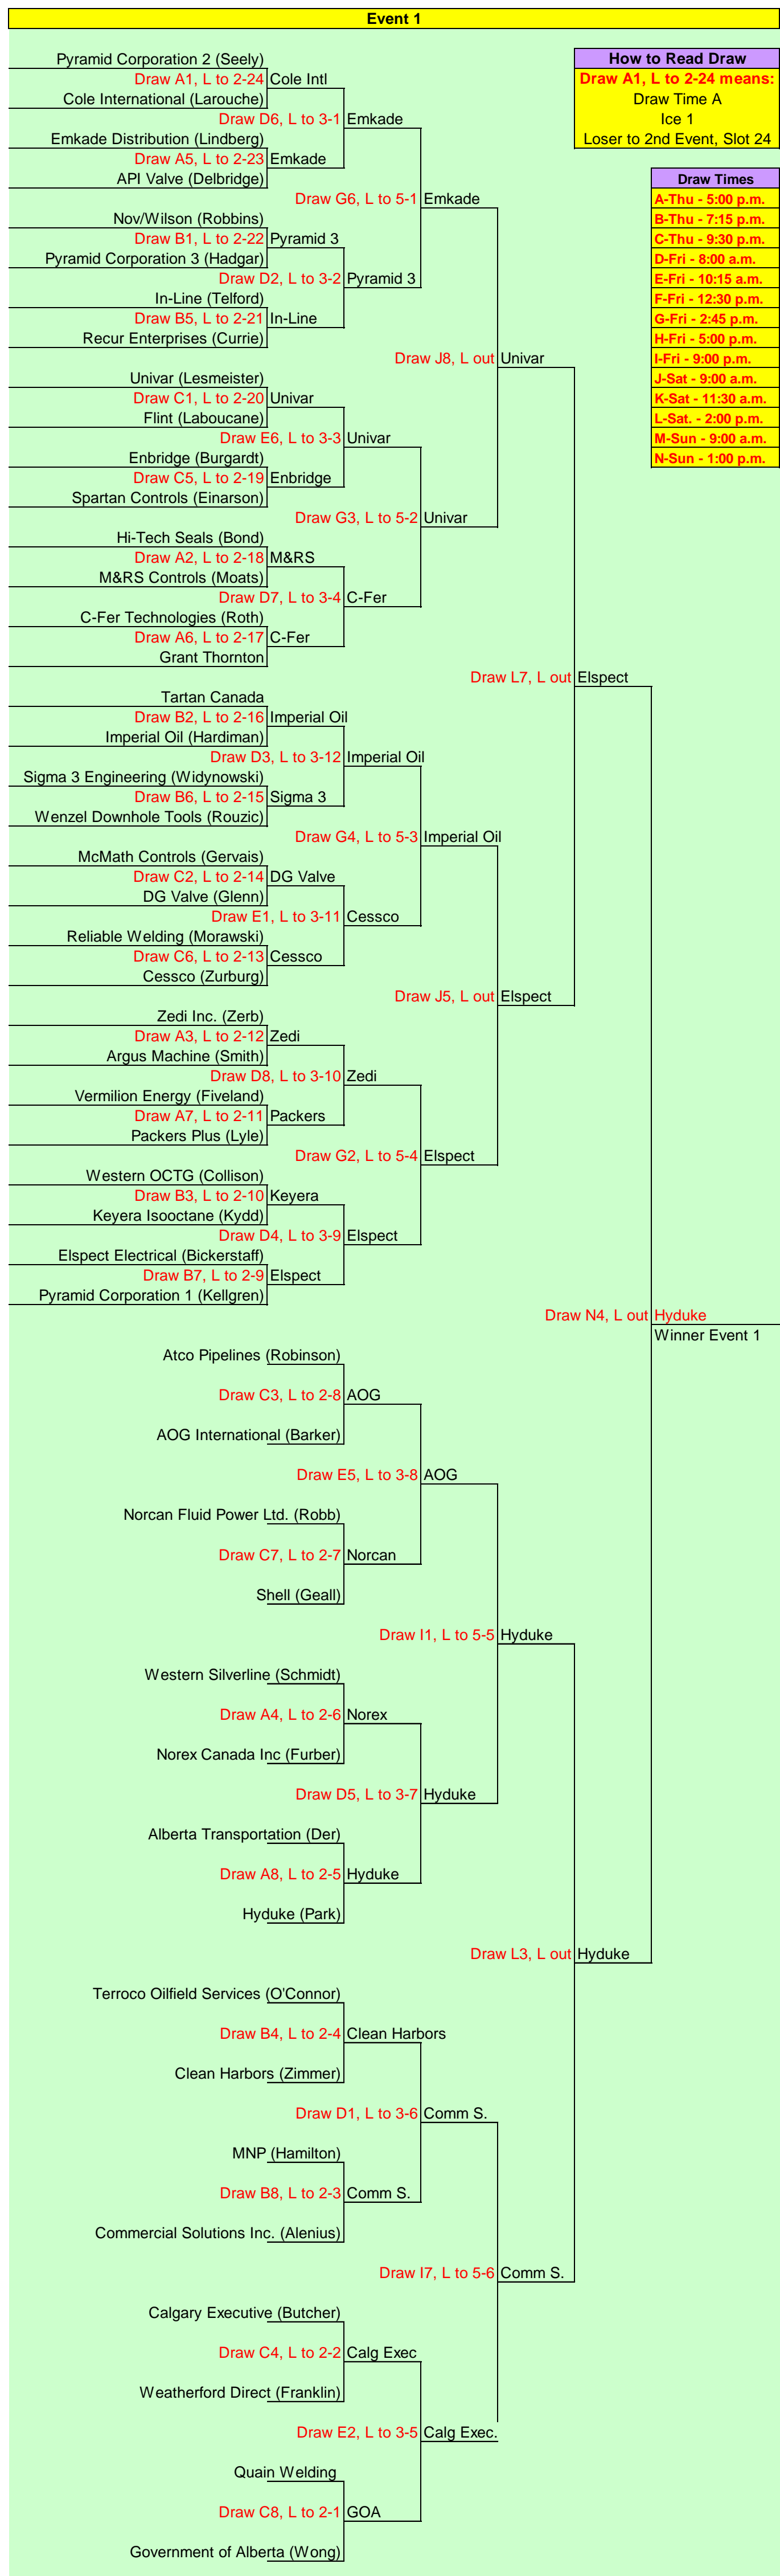 Event 1
Pyramid Corporation 2 (Seely)
How to Read Draw
Draw A1, L to 2-24 Cole Intl
Draw A1, L to 2-24 means:
Cole International (Larouche)
Draw Time A
Draw D6, L to 3-1 Emkade
Ice 1
Emkade Distribution (Lindberg)
Loser to 2nd Event, Slot 24
Draw A5, L to 2-23 Emkade
API Valve (Delbridge)
Draw Times
Draw G6, L to 5-1 Emkade
A-Thu - 5:00 p.m.
Nov/Wilson (Robbins)
B-Thu - 7:15 p.m.
Draw B1, L to 2-22 Pyramid 3
C-Thu - 9:30 p.m.
Pyramid Corporation 3 (Hadgar)
D-Fri - 8:00 a.m.
Draw D2, L to 3-2 Pyramid 3
E-Fri - 10:15 a.m.
In-Line (Telford)
F-Fri - 12:30 p.m.
Draw B5, L to 2-21 In-Line
G-Fri - 2:45 p.m.
Recur Enterprises (Currie)
H-Fri - 5:00 p.m.
Draw J8, L out Univar
I-Fri - 9:00 p.m.
Univar (Lesmeister)
J-Sat - 9:00 a.m.
Draw C1, L to 2-20 Univar
K-Sat - 11:30 a.m.
Flint (Laboucane)
L-Sat. - 2:00 p.m.
Draw E6, L to 3-3 Univar
M-Sun - 9:00 a.m.
Enbridge (Burgardt)
N-Sun - 1:00 p.m.
Draw C5, L to 2-19 Enbridge
Spartan Controls (Einarson)
Draw G3, L to 5-2 Univar
Hi-Tech Seals (Bond)
Draw A2, L to 2-18 M&RS
M&RS Controls (Moats)
Draw D7, L to 3-4 C-Fer
C-Fer Technologies (Roth)
Draw A6, L to 2-17 C-Fer
Grant Thornton
Draw L7, L out Elspect
Tartan Canada
Draw B2, L to 2-16 Imperial Oil
Imperial Oil (Hardiman)
Draw D3, L to 3-12 Imperial Oil
Sigma 3 Engineering (Widynowski)
Draw B6, L to 2-15 Sigma 3
Wenzel Downhole Tools (Rouzic)
Draw G4, L to 5-3 Imperial Oil
McMath Controls (Gervais)
Draw C2, L to 2-14 DG Valve
DG Valve (Glenn)
Draw E1, L to 3-11 Cessco
Reliable Welding (Morawski)
Draw C6, L to 2-13 Cessco
Cessco (Zurburg)
Draw J5, L out Elspect
Zedi Inc. (Zerb)
Draw A3, L to 2-12 Zedi
Argus Machine (Smith)
Draw D8, L to 3-10 Zedi
Vermilion Energy (Fiveland)
Draw A7, L to 2-11 Packers
Packers Plus (Lyle)
Draw G2, L to 5-4 Elspect
Western OCTG (Collison)
Draw B3, L to 2-10 Keyera
Keyera Isooctane (Kydd)
Draw D4, L to 3-9 Elspect
Elspect Electrical (Bickerstaff)
Draw B7, L to 2-9 Elspect
Pyramid Corporation 1 (Kellgren)
Draw N4, L out Hyduke
Winner Event 1
Atco Pipelines (Robinson)
Draw C3, L to 2-8 AOG
AOG International (Barker)
Draw E5, L to 3-8 AOG
Norcan Fluid Power Ltd. (Robb)
Draw C7, L to 2-7 Norcan
Shell (Geall)
Draw I1, L to 5-5 Hyduke
Western Silverline (Schmidt)
Draw A4, L to 2-6 Norex
Norex Canada Inc (Furber)
Draw D5, L to 3-7 Hyduke
Alberta Transportation (Der)
Draw A8, L to 2-5 Hyduke
Hyduke (Park)
Draw L3, L out Hyduke
Terroco Oilfield Services (O'Connor)
Draw B4, L to 2-4 Clean Harbors
Clean Harbors (Zimmer)
Draw D1, L to 3-6 Comm S.
MNP (Hamilton)
Draw B8, L to 2-3 Comm S.
Commercial Solutions Inc. (Alenius)
Draw I7, L to 5-6 Comm S.
Calgary Executive (Butcher)
Draw C4, L to 2-2 Calg Exec
Weatherford Direct (Franklin)
Draw E2, L to 3-5 Calg Exec.
Quain Welding
Draw C8, L to 2-1 GOA
Government of Alberta (Wong)